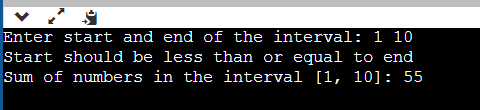 Enter start and end of the interval: 1 10
Start should be less than or equal to end
Sum of numbers in the interval [1, 10]: 55